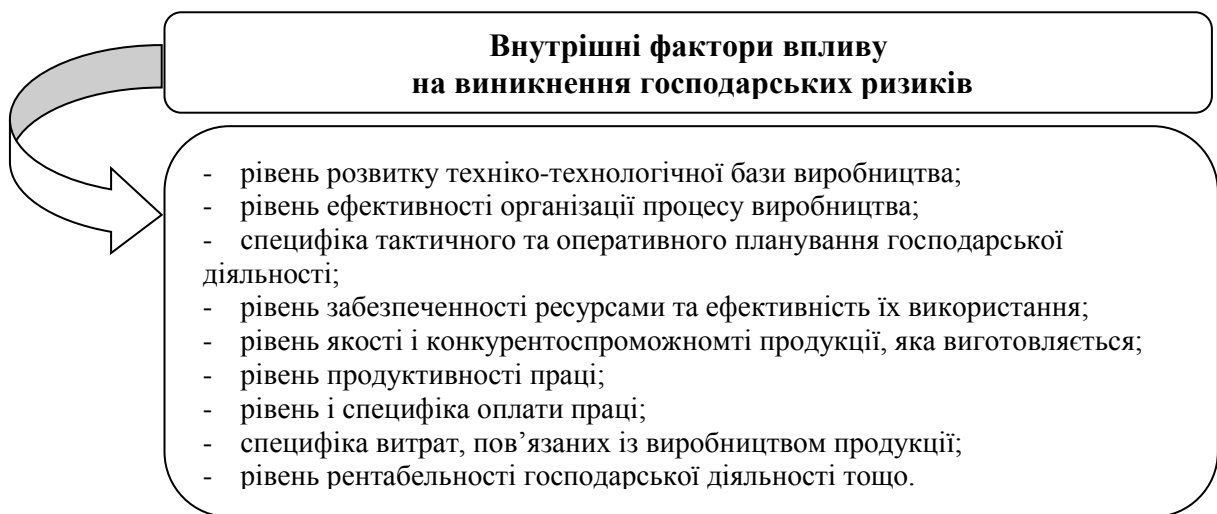 Внутрішні фактори впливу
на виникнення господарських ризиків
- рівень розвитку техніко-технологічної бази виробництва;
- рівень ефективності організації процесу виробництва;
- специфіка тактичного та оперативного планування господарської
діяльності;
- рівень забезпеченності ресурсами та ефективність їх використання;
- рівень якості і конкурентоспроможномті продукції, яка виготовляється;
- рівень продуктивності праці;
- рівень і специфіка оплати праці;
- специфіка витрат, пов’язаних із виробництвом продукції;
- рівень рентабельності господарської діяльності тощо.